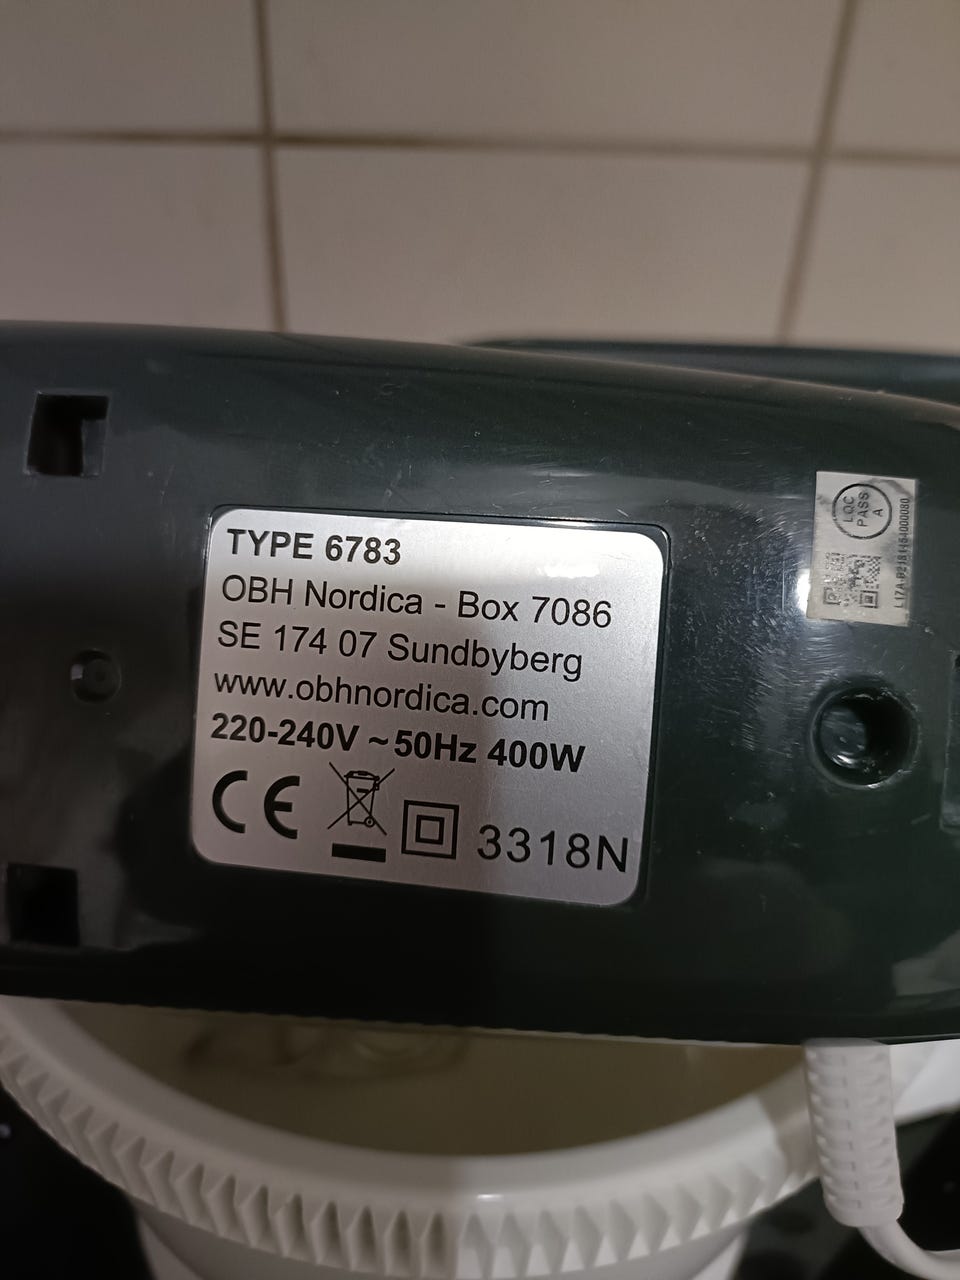 TYPE 6783
OBH Nordica - Box 7086
SE 174 07 Sundbyberg
www.obhnordica.com
220-240V ~ 50Hz 400W
CE
3318N
LQC
PASS
A